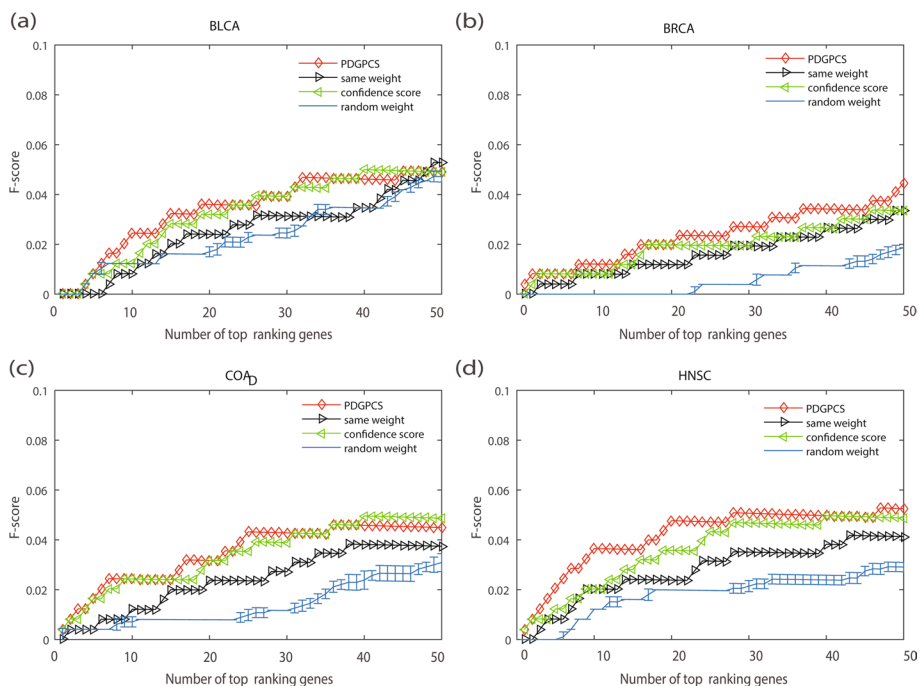 (a)
BLCA
0.1
0.08
0.06
0.04
0.02
0
F-score
PDGPCS
same weight
confidence score
random weight
0 10 20 30 40 50
Number of top ranking genes
(b)
BRCA
0.1
0.08
0.06
0.04
0.02
0
F-score
PDGPCS
same weight
confidence score
random weight
0 10 20 30 40 50
Number of top ranking genes
(c)
COAD
0.1
0.08
0.06
0.04
0.02
0
F-score
PDGPCS
same weight
confidence score
random weight
0 10 20 30 40 50
Number of top ranking genes
(d)
HNSC
0.1
0.08
0.06
0.04
0.02
0
F-score
PDGPCS
same weight
confidence score
random weight
0 10 20 30 40 50
Number of top ranking genes